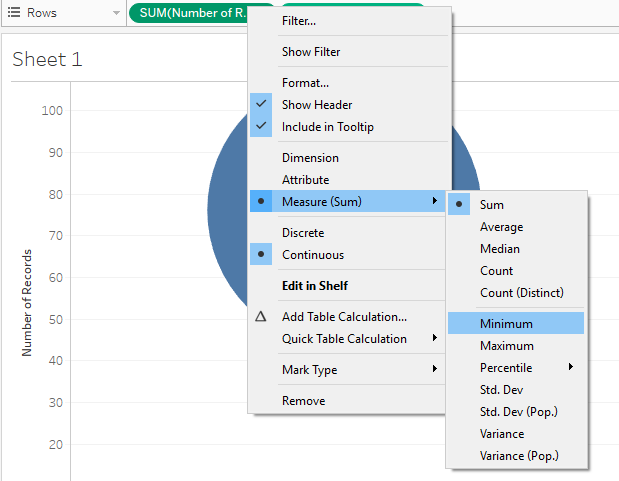 Rows
SUM(Number of R..
Sheet 1
100
90
80
70
60
50
40
30
20
Number of Records
Filter...
Show Filter
Format...
Show Header
Include in Tooltip
Dimension
Attribute
Measure (Sum)
Discrete
Continuous
Edit in Shelf
Add Table Calculation...
Quick Table Calculation
Mark Type
Remove
Sum
Average
Median
Count
Count (Distinct)
Minimum
Maximum
Percentile
Std. Dev
Std. Dev (Pop.)
Variance
Variance (Pop.)